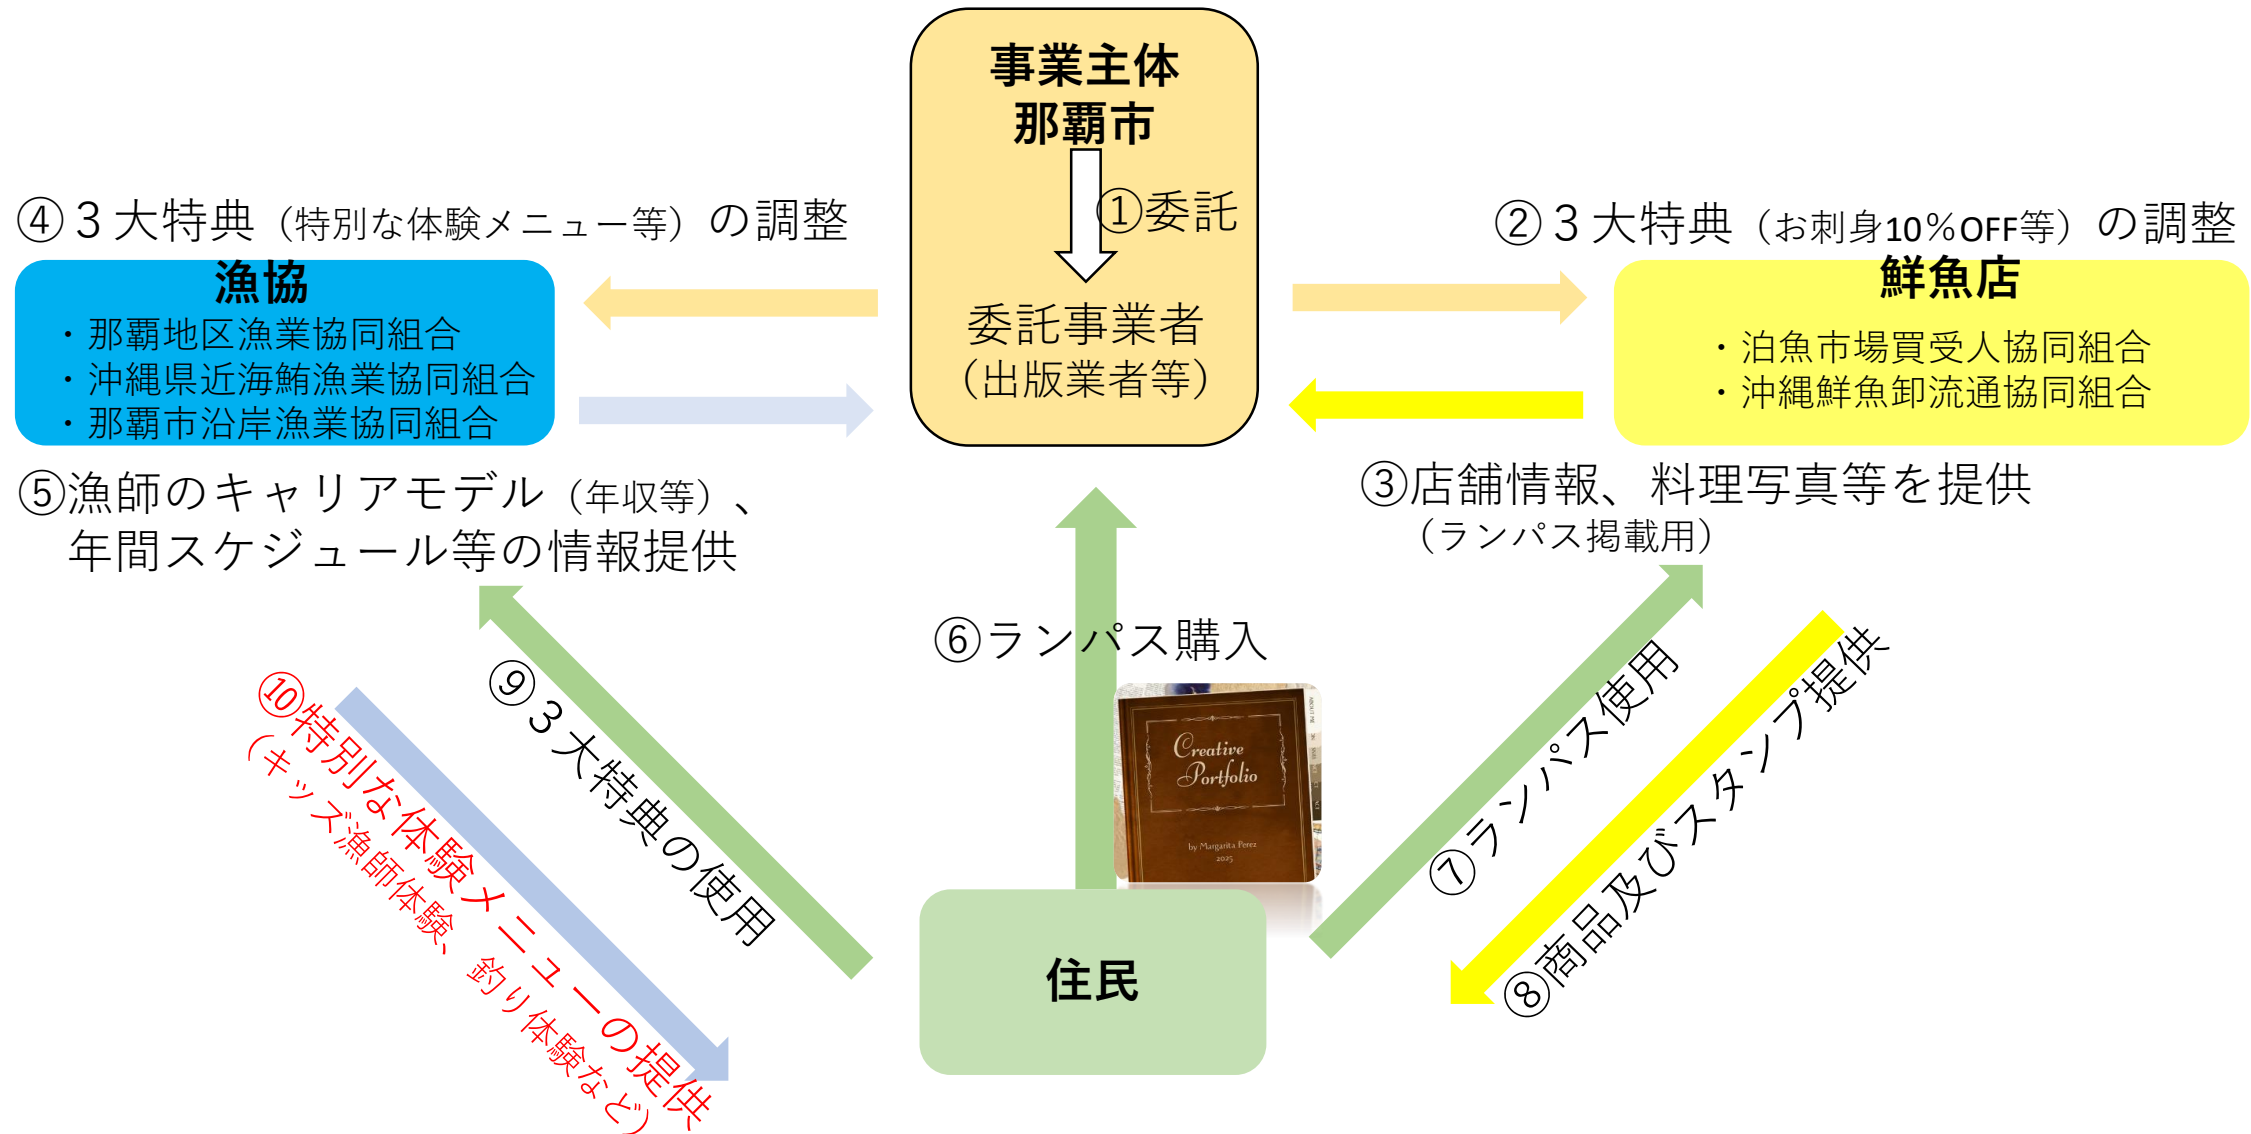 事業主体
那覇市
①委託
委託事業者
（出版業者等）
④３大特典（特別な体験メニュー等）の調整
漁協
・那覇地区漁業協同組合
・沖縄県近海鮪漁業協同組合
・那覇市沿岸漁業協同組合
⑤漁師のキャリアモデル（年収等）、
年間スケジュール等の情報提供
②３大特典（お刺身10％OFF等）の調整
鮮魚店
・泊魚市場買受人協同組合
・沖縄鮮魚卸流通協同組合
③店舗情報、料理写真等を提供
（ランパス掲載用）
⑥ランパス購入
Creative
Portfolio
by Margarita Perez
2025
⑦ランパス使用
⑧商品及びスタンプ提供
⑨３大特典の使用
⑩特別な体験メニューの提供
（キッズ漁師体験、釣り体験など）
住民